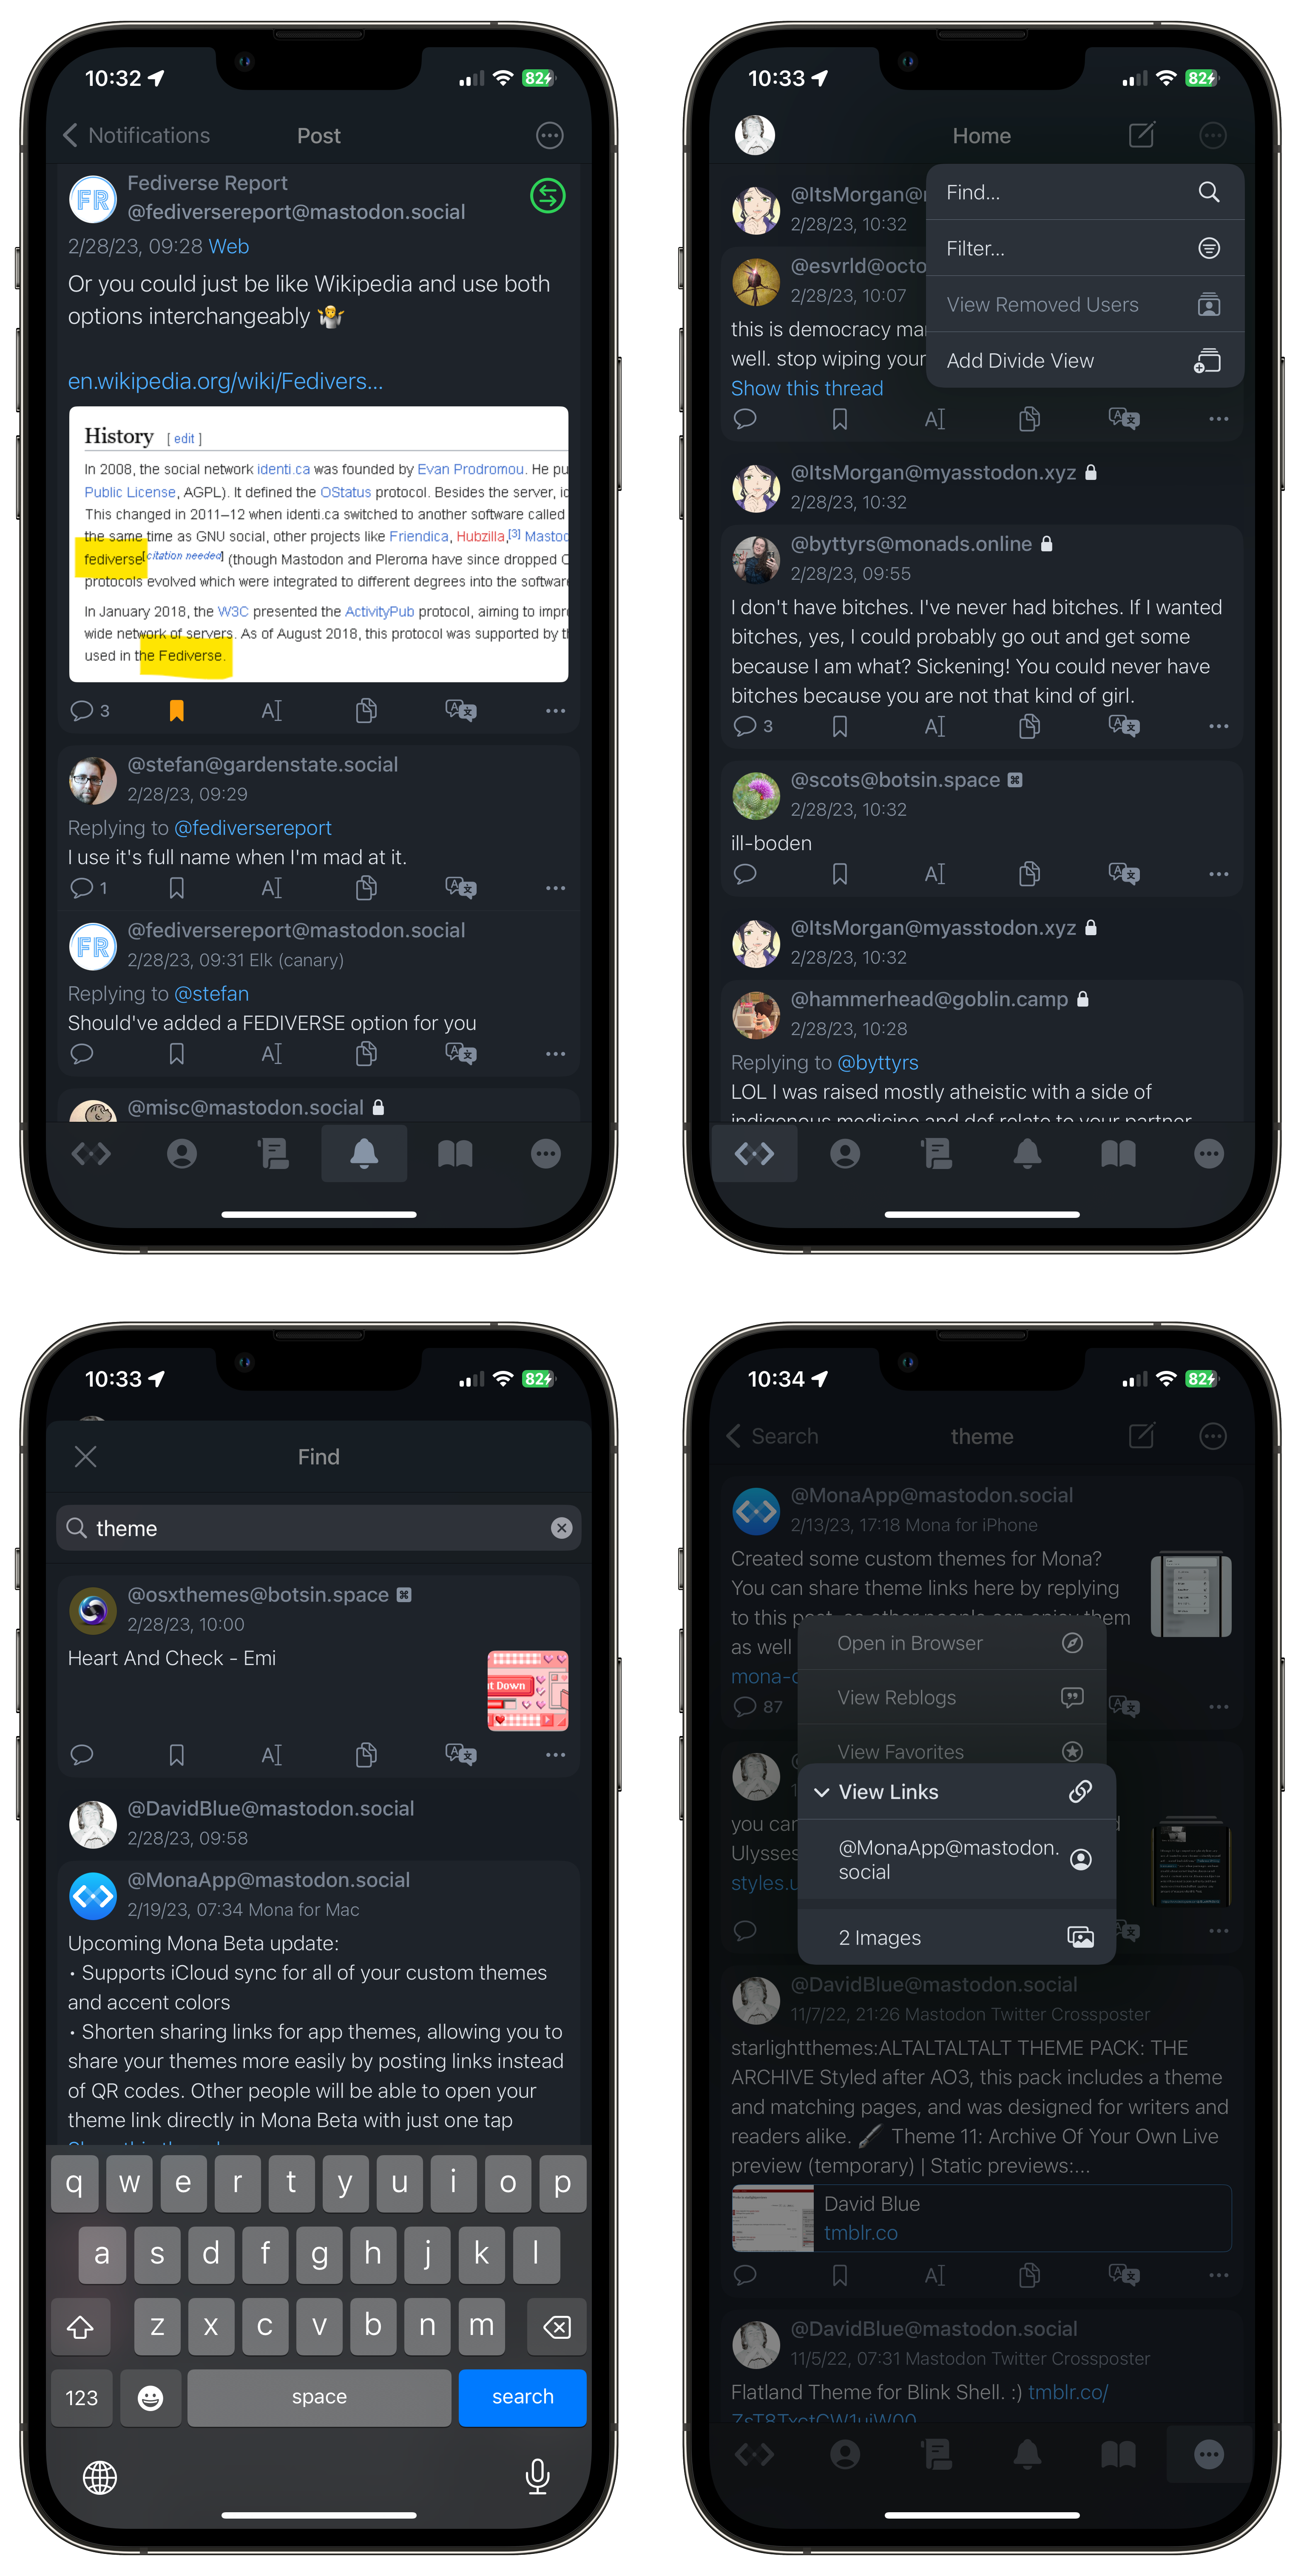 10:32
82
Notifications
Post
Fediverse Report
@fediversereport@mastodon.social
2/28/23, 09:28 Web
Or you could just be like Wikipedia and use both
options interchangeably 🤷
en.wikipedia.org/wiki/Fedivers...
History [ edit ]
In 2008, the social network identi.ca was founded by Evan Prodromou. He pu
Public License, AGPL). It defined the OStatus protocol. Besides the server, ic
This changed in 2011–12 when identi.ca switched to another software called
the same time as GNU social, other projects like Friendica, Hubzilla,[3] Mastoc
fediverse[citation needed] (though Mastodon and Pleroma have since dropped
protocols evolved which were integrated to different degrees into the software
In January 2018, the W3C presented the ActivityPub protocol, aiming to impr
wide network of servers. As of August 2018, this protocol was supported by t
used in the Fediverse.
3
@stefan@gardenstate.social
2/28/23, 09:29
Replying to @fediversereport
I use it's full name when I'm mad at it.
1
@fediversereport@mastodon.social
2/28/23, 09:31 Elk (canary)
Replying to @stefan
Should've added a FEDIVERSE option for you
@misc@mastodon.social
10:33
82
Home
Find...
Filter...
View Removed Users
Add Divide View
@ItsMorgan@
2/28/23, 10:32
@esvrld@octo
2/28/23, 10:07
this is democracy ma
well. stop wiping your
Show this thread
@ItsMorgan@myasstodon.xyz
2/28/23, 10:32
@byttyrs@monads.online
2/28/23, 09:55
I don't have bitches. I've never had bitches. If I wanted
bitches, yes, I could probably go out and get some
because I am what? Sickening! You could never have
bitches because you are not that kind of girl.
3
@scots@botsin.space
2/28/23, 10:32
ill-boden
@ItsMorgan@myasstodon.xyz
2/28/23, 10:32
@hammerhead@goblin.camp
2/28/23, 10:28
Replying to @byttyrs
LOL I was raised mostly atheistic with a side of
indigenous medicine and def relate to your partner
10:33
82
Find
theme
@osxthemes@botsin.space
2/28/23, 10:00
Heart And Check - Emi
t Down
@DavidBlue@mastodon.social
2/28/23, 09:58
@MonaApp@mastodon.social
2/19/23, 07:34 Mona for Mac
Upcoming Mona Beta update:
• Supports iCloud sync for all of your custom themes
and accent colors
• Shorten sharing links for app themes, allowing you to
share your themes more easily by posting links instead
of QR codes. Other people will be able to open your
theme link directly in Mona Beta with just one tap
Show this thread
q w e r t y u i o p
a s d f g h j k l
z x c v b n m
123
space
search
10:34
82
Search
theme
@MonaApp@mastodon.social
2/13/23, 17:18 Mona for iPhone
Created some custom themes for Mona?
You can share theme links here by replying
to this post, so other people can enjoy them
as well
mona-c
87
Open in Browser
View Reblogs
View Favorites
View Links
@MonaApp@mastodon.
social
2 Images
you can
Ulysses
styles.u
@DavidBlue@mastodon.social
11/7/22, 21:26 Mastodon Twitter Crossposter
starlightthemes:ALTALTALTALT THEME PACK: THE
ARCHIVE Styled after AO3, this pack includes a theme
and matching pages, and was designed for writers and
readers alike. 🖋 Theme 11: Archive Of Your Own Live
preview (temporary) | Static previews:...
David Blue
tmblr.co
@DavidBlue@mastodon.social
11/5/22, 07:31 Mastodon Twitter Crossposter
Flatland Theme for Blink Shell. :) tmblr.co/